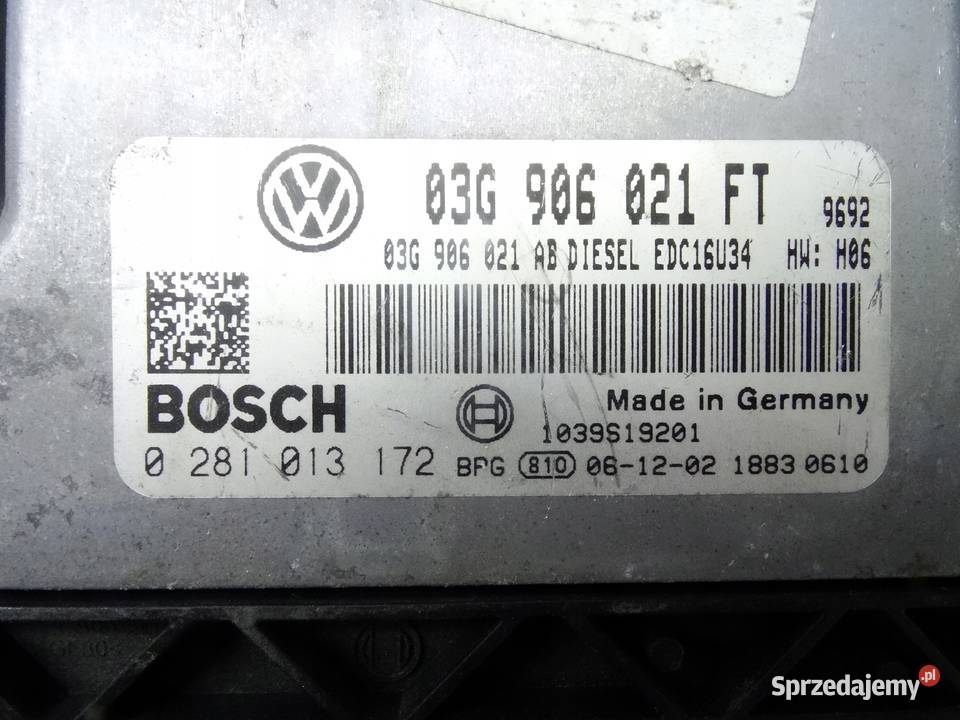 03G 906 021 FT 9692
03G 906 021 AB DIESEL EDC16U34 HW: H06
BOSCH
Made in Germany
1039S19201
0 281 013 172 BPG 810 06-12-02 1883 0610
Sprzedajemy.pl